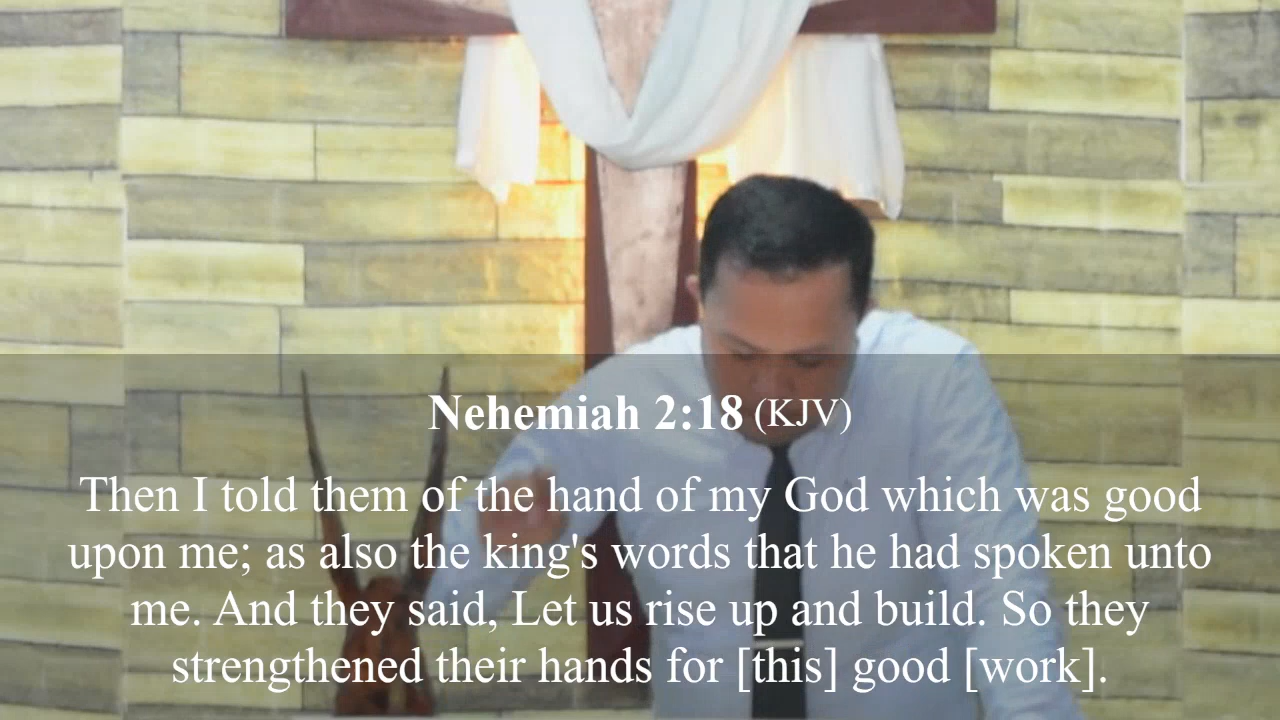 Nehemiah 2:18 (KJV)
Then I told them of the hand of my God which was good
upon me; as also the king's words that he had spoken unto
me. And they said, Let us rise up and build. So they
strengthened their hands for [this] good [work].